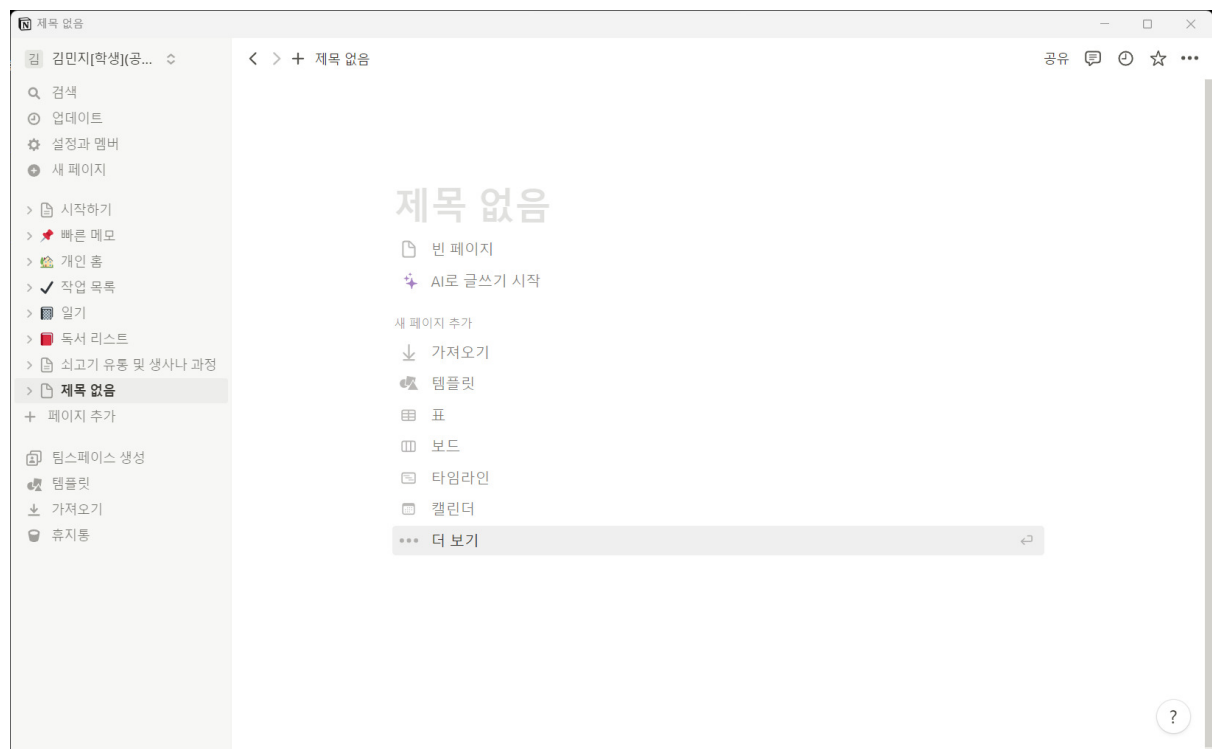 제목 없음
김 김민지[학생](공... 
검색
업데이트
설정과 멤버
새 페이지
시작하기
빠른 메모
개인 홈
작업 목록
일기
독서 리스트
쇠고기 유통 및 생사나 과정
제목 없음
페이지 추가
팀스페이스 생성
템플릿
가져오기
휴지통
제목 없음
공유
제목 없음
빈 페이지
AI로 글쓰기 시작
새 페이지 추가
가져오기
템플릿
표
보드
타임라인
캘린더
더 보기
?